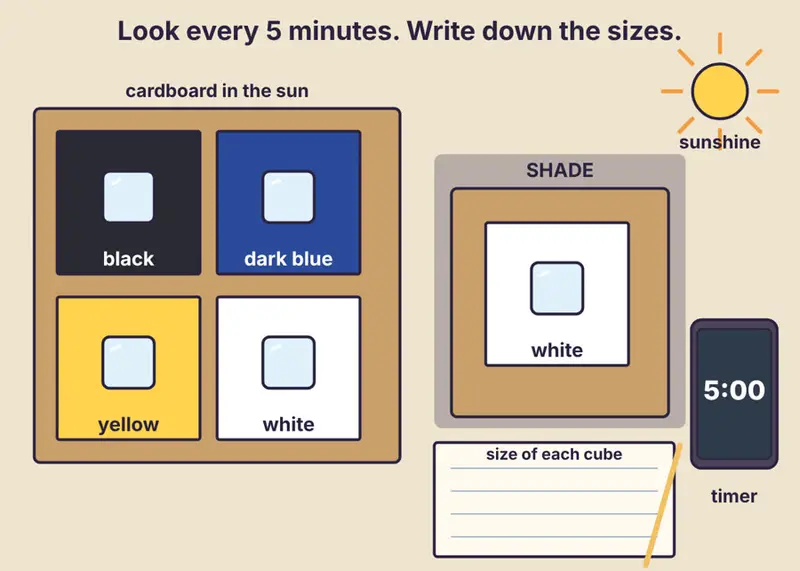 Look every 5 minutes. Write down the sizes.
cardboard in the sun
sunshine
black
dark blue
yellow
white
SHADE
white
5:00
timer
size of each cube